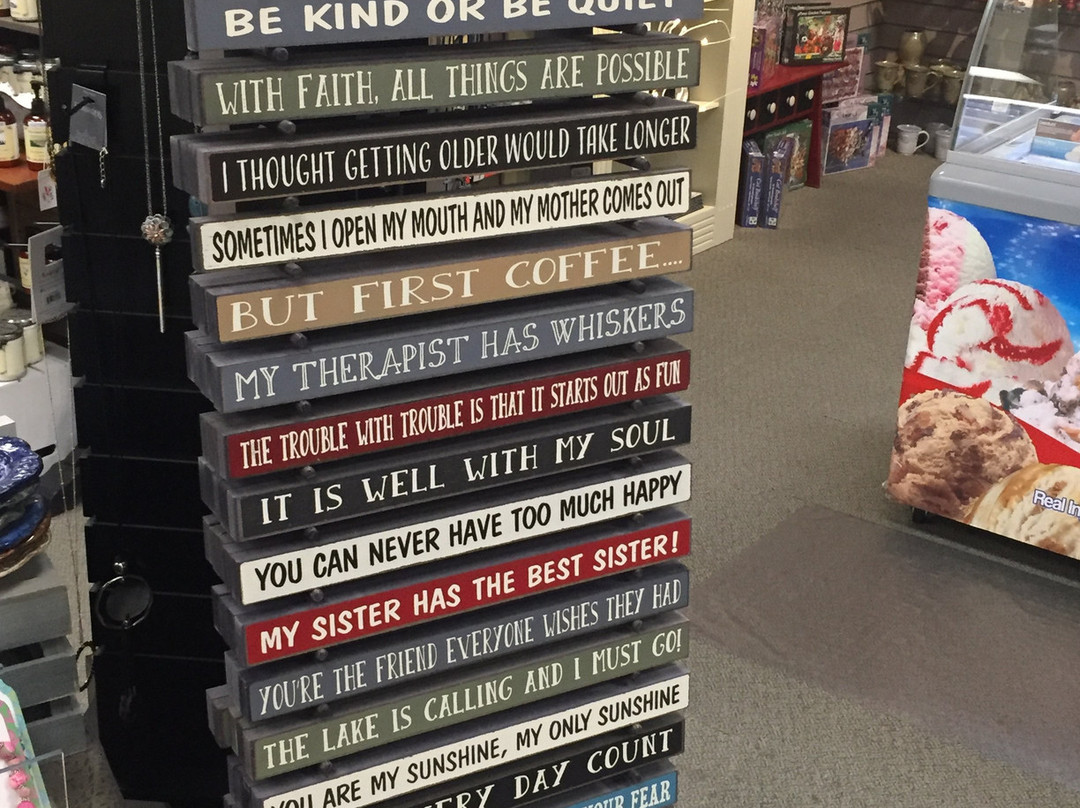 BE KIND OR BE QUIET
WITH FAITH, ALL THINGS ARE POSSIBLE
I THOUGHT GETTING OLDER WOULD TAKE LONGER
SOMETIMES I OPEN MY MOUTH AND MY MOTHER COMES OUT
BUT FIRST COFFEE....
MY THERAPIST HAS WHISKERS
THE TROUBLE WITH TROUBLE IS THAT IT STARTS OUT AS FUN
IT IS WELL WITH MY SOUL
YOU CAN NEVER HAVE TOO MUCH HAPPY
MY SISTER HAS THE BEST SISTER!
YOU'RE THE FRIEND EVERYONE WISHES THEY HAD
THE LAKE IS CALLING AND I MUST GO!
YOU ARE MY SUNSHINE, MY ONLY SUNSHINE
DAY COUNT
YOUR FEAR
Real